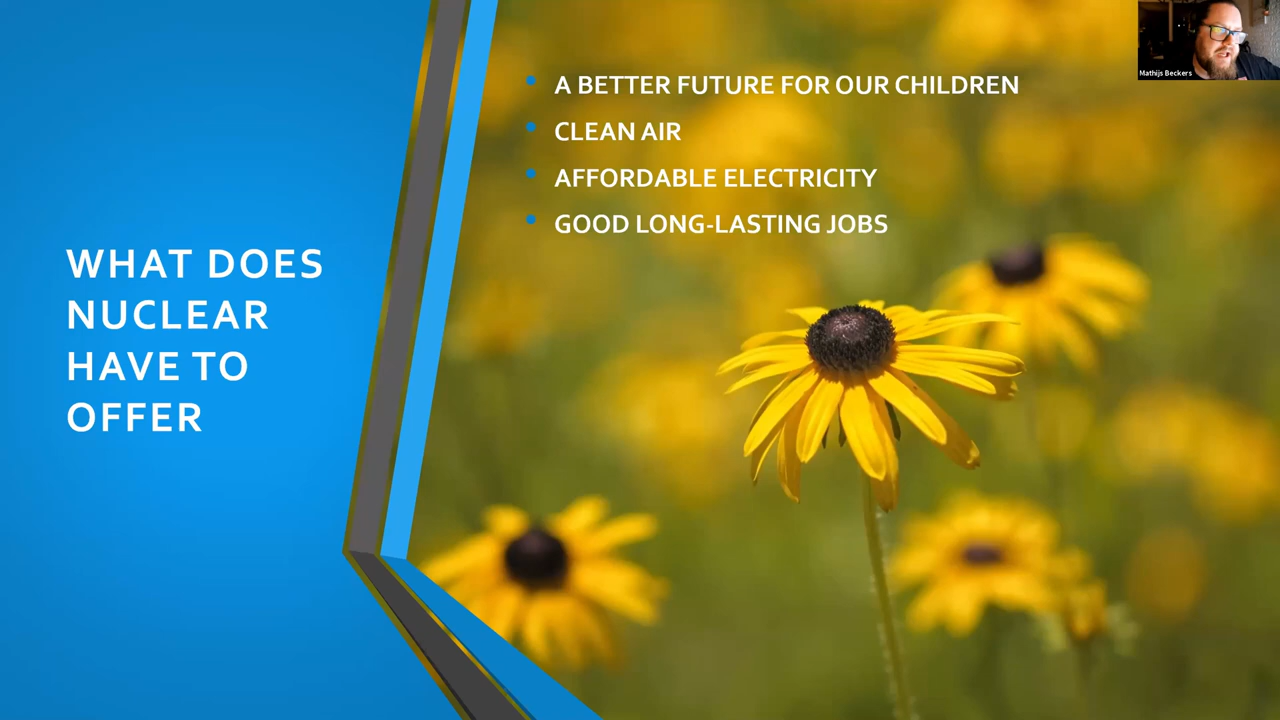 WHAT DOES
NUCLEAR
HAVE TO
OFFER
A BETTER FUTURE FOR OUR CHILDREN
CLEAN AIR
AFFORDABLE ELECTRICITY
GOOD LONG-LASTING JOBS
Mathijs Beckers